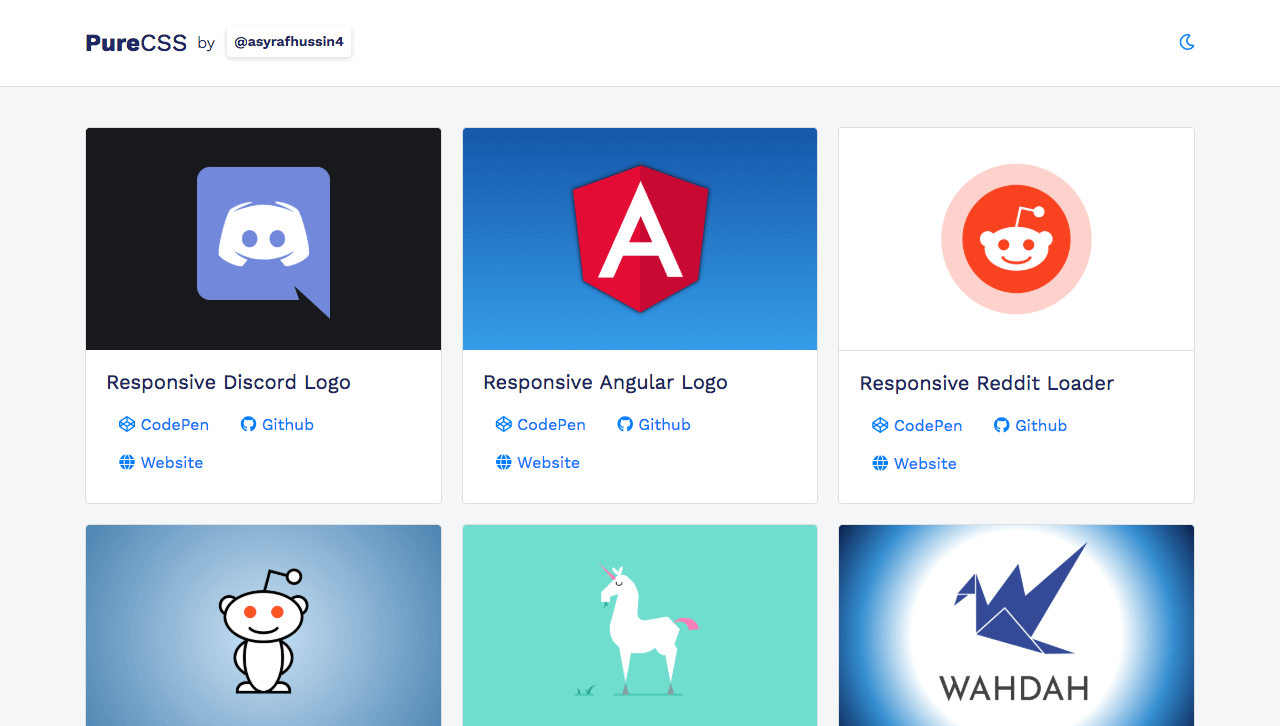 PureCSS by @asyrafhussin4
A
Responsive Discord Logo
CodePen Github
Website
Responsive Angular Logo
CodePen Github
Website
Responsive Reddit Loader
CodePen Github
Website
WAHDAH